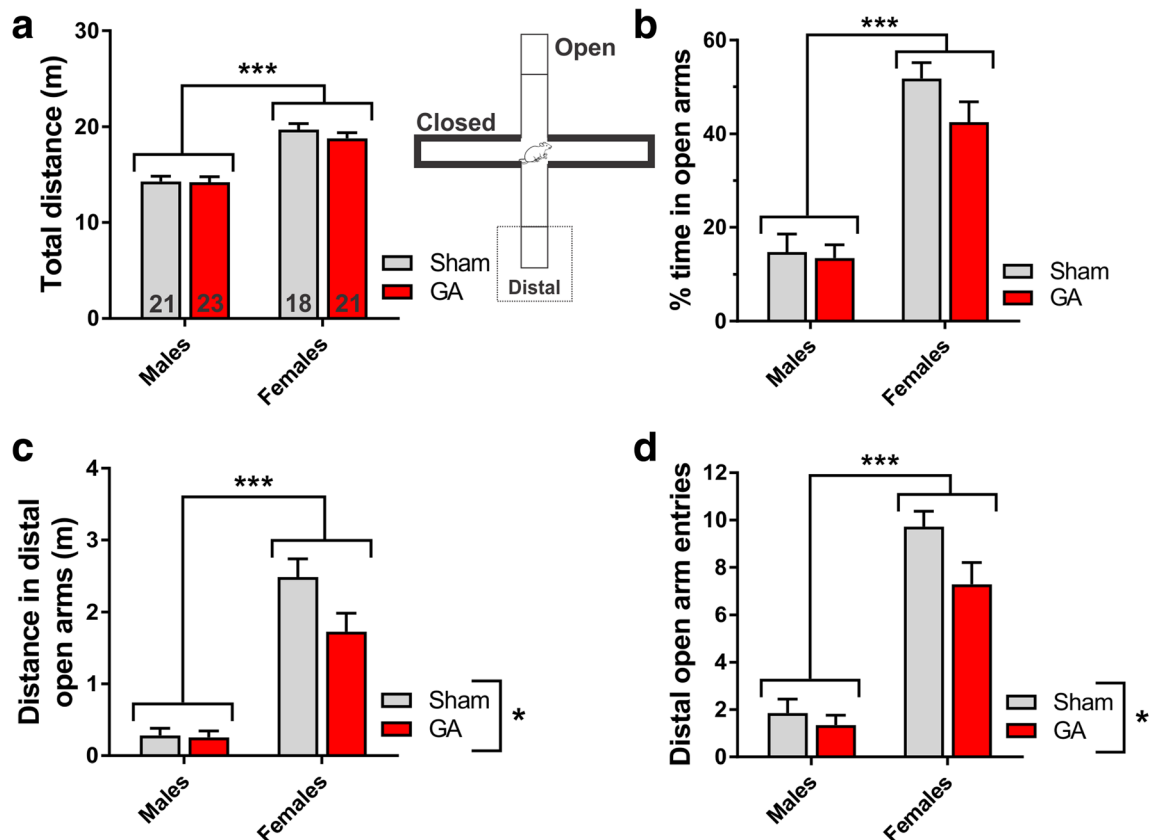 a
Total distance (m)
30
20
10
0
***
21
23
18
21
Males
Females
Sham
GA
Open
Closed
Distal
b
% time in open arms
60
40
20
0
***
Males
Females
Sham
GA
c
Distance in distal
open arms (m)
4
3
2
1
0
***
Males
Females
Sham
GA
*
d
Distal open arm entries
12
10
8
6
4
2
0
***
Males
Females
Sham
GA
*